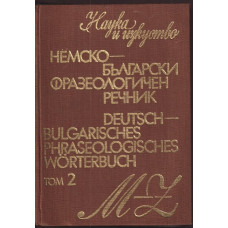 Наука
и изкуство
НЕМСКО—
БЪЛГАРСКИ
ФРАЗЕОЛОГИЧЕН
РЕЧНИК
DEUTSCH—
BULGARISCHES
PHRASEOLOGISCHES
WÖRTERBUCH
ТОМ 2
M—Z